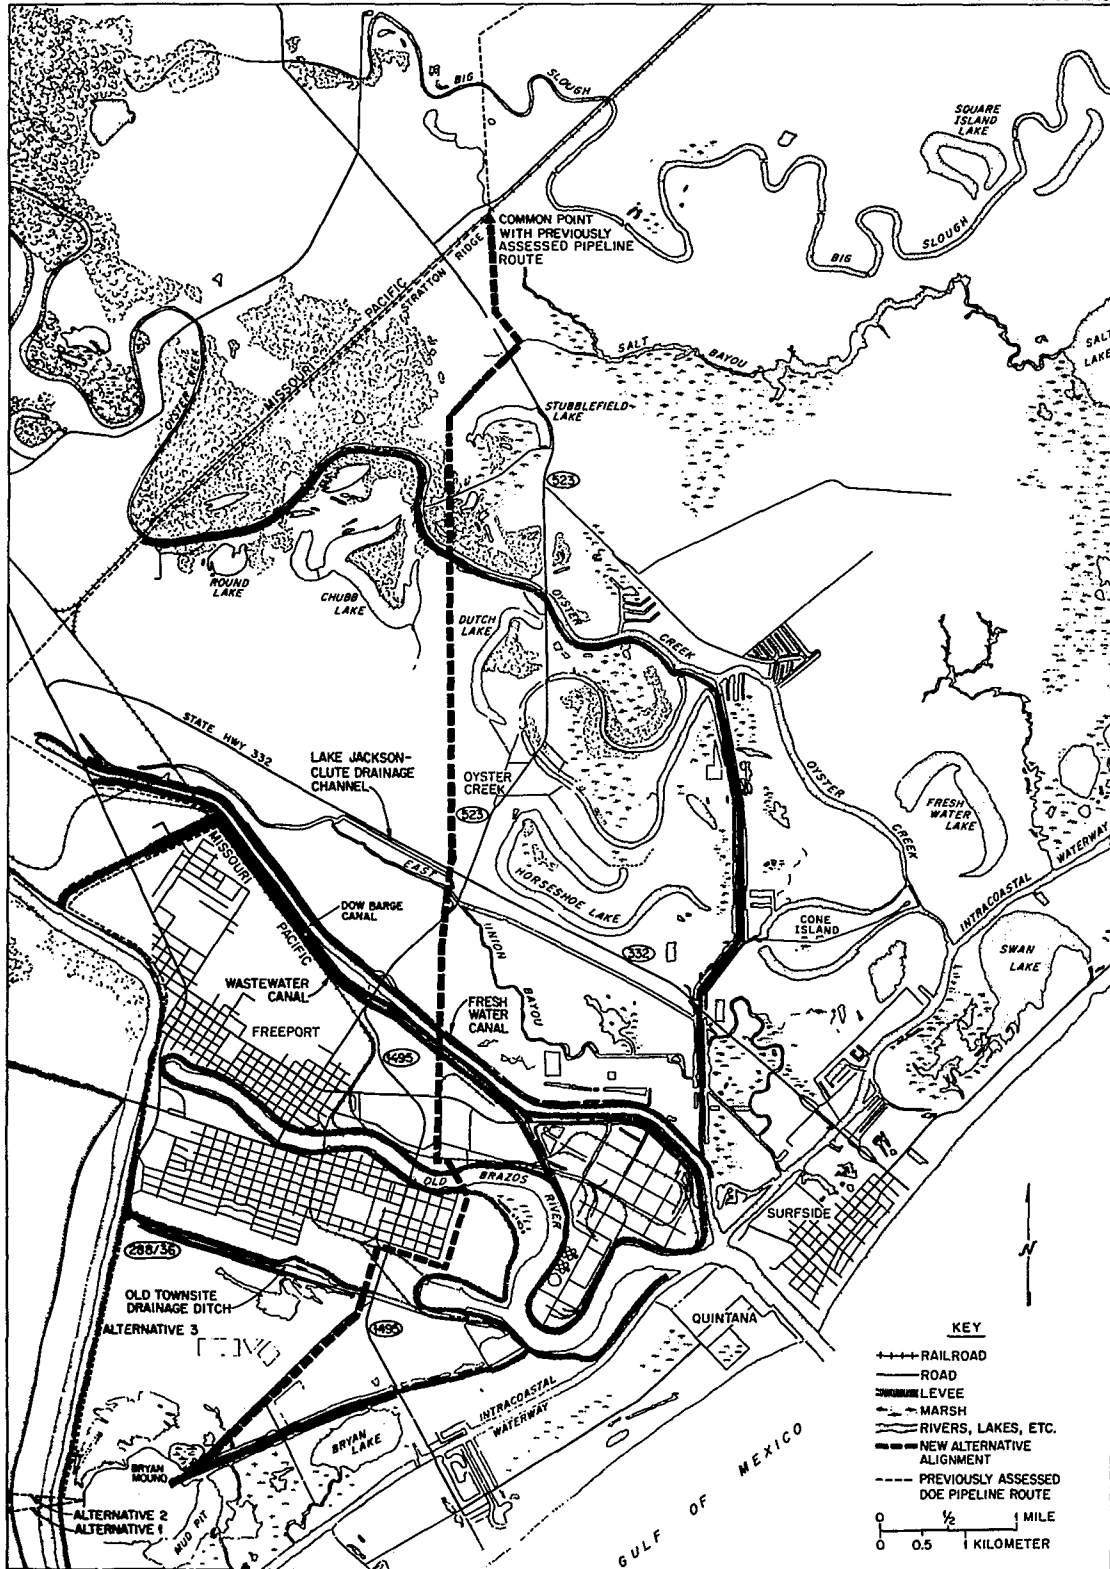 BIG
SLOUGH
SQUARE
ISLAND
LAKE
COMMON POINT
WITH PREVIOUSLY
ASSESSED PIPELINE
ROUTE
SLOUGH
BIG
MISSOURI
PACIFIC
STRATTON RIDGE
OYSTER CREEK
SALT
BAYOU
SALT
LAKE
STUBBLEFIELD
LAKE
523
ROUND
LAKE
CHUBB
LAKE
DUTCH
LAKE
OYSTER
CREEK
STATE HWY 332
LAKE JACKSON-
CLUTE DRAINAGE
CHANNEL
OYSTER
CREEK
523
OYSTER
CREEK
FRESH
WATER
LAKE
INTRACOASTAL
WATERWAY
MISSOURI
PACIFIC
EAST
UNION
BAYOU
HORSESHOE LAKE
DOW BARGE
CANAL
CONE
ISLAND
SWAN
LAKE
332
WASTEWATER
CANAL
FRESH
WATER
CANAL
FREEPORT
1495
OLD
BRAZOS
RIVER
SURFSIDE
288/36
N
OLD TOWNSITE
DRAINAGE DITCH
ALTERNATIVE 3
1495
QUINTANA
INTRACOASTAL
WATERWAY
BRYAN
LAKE
BRYAN
MOUND
ALTERNATIVE 2
ALTERNATIVE 1
MUD PIT
GULF OF MEXICO
KEY
RAILROAD
ROAD
LEVEE
MARSH
RIVERS, LAKES, ETC.
NEW ALTERNATIVE
ALIGNMENT
PREVIOUSLY ASSESSED
DOE PIPELINE ROUTE
0 1/2 1 MILE
0 0.5 1 KILOMETER